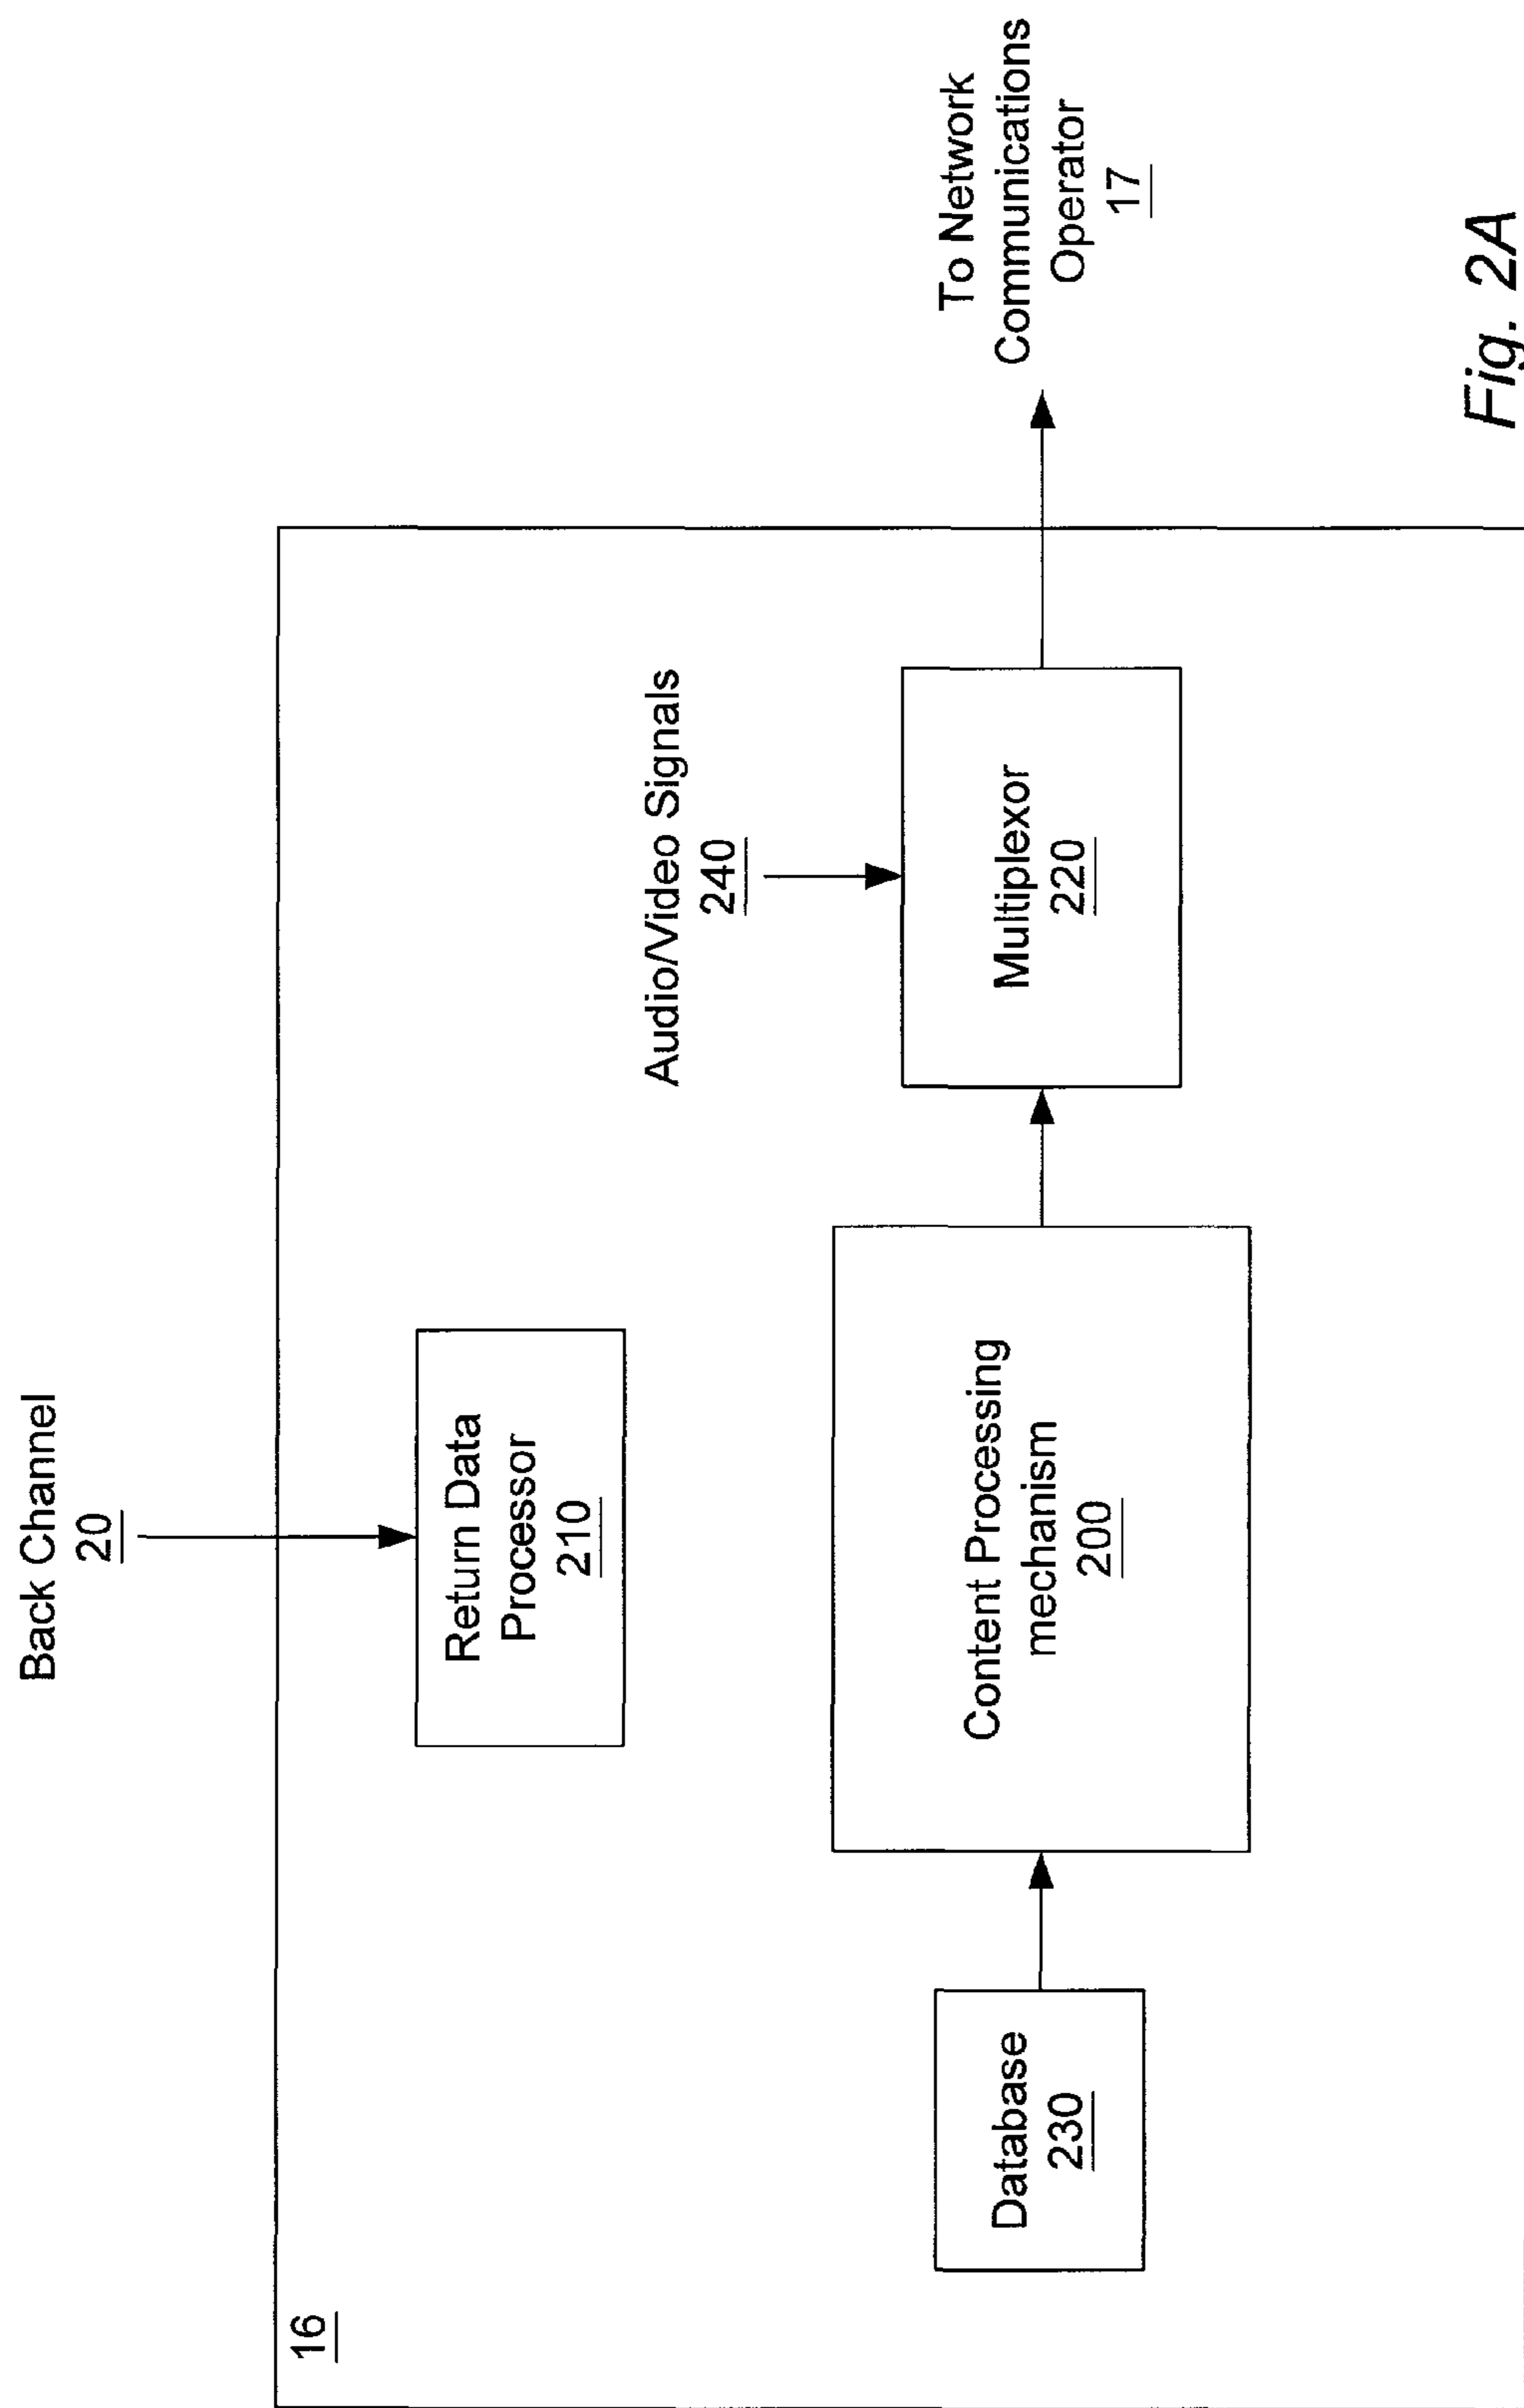 Back Channel
20
16
Return Data
Processor
210
Audio/Video Signals
240
Database
230
Content Processing
mechanism
200
Multiplexor
220
To Network
Communications
Operator
17
Fig. 2A